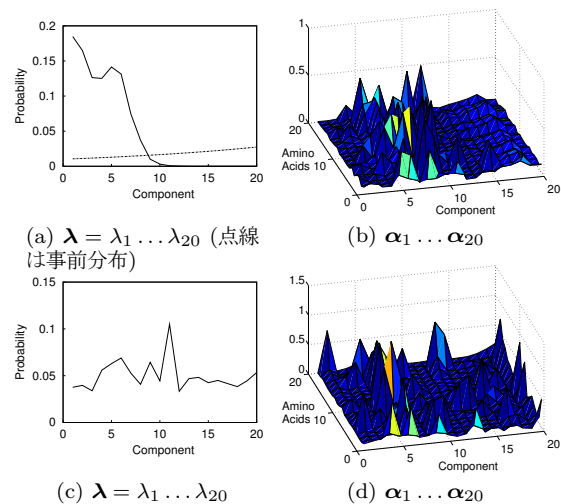 0.2
0.15
0.1
0.05
0
Probability
0 5 10 15 20
Component
1
0.5
0
20
Amino
Acids 10
0
0 5 10 15 20
Component
(a) λ = λ1 . . . λ20 (点線
は事前分布)
(b) α1 . . . α20
0.15
0.1
0.05
0
Probability
0 5 10 15 20
Component
1.5
1
0.5
0
20
Amino
Acids 10
0
0 5 10 15 20
Component
(c) λ = λ1 . . . λ20
(d) α1 . . . α20